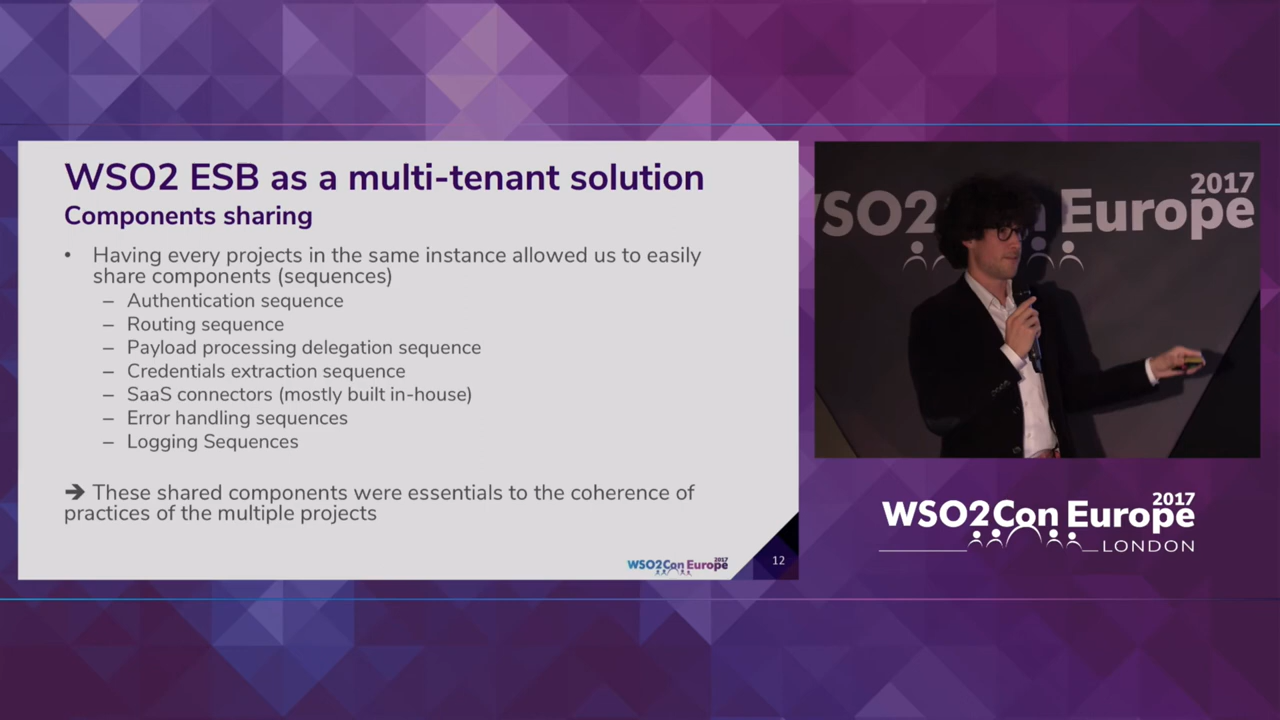 WSO2 ESB as a multi-tenant solution
Components sharing
• Having every projects in the same instance allowed us to easily
share components (sequences)
– Authentication sequence
– Routing sequence
– Payload processing delegation sequence
– Credentials extraction sequence
– SaaS connectors (mostly built in-house)
– Error handling sequences
– Logging Sequences
➔ These shared components were essentials to the coherence of
practices of the multiple projects
WSO2Con Europe 2017
12
2017
WSO2 Europe
2017
WSO2Con Europe
LONDON